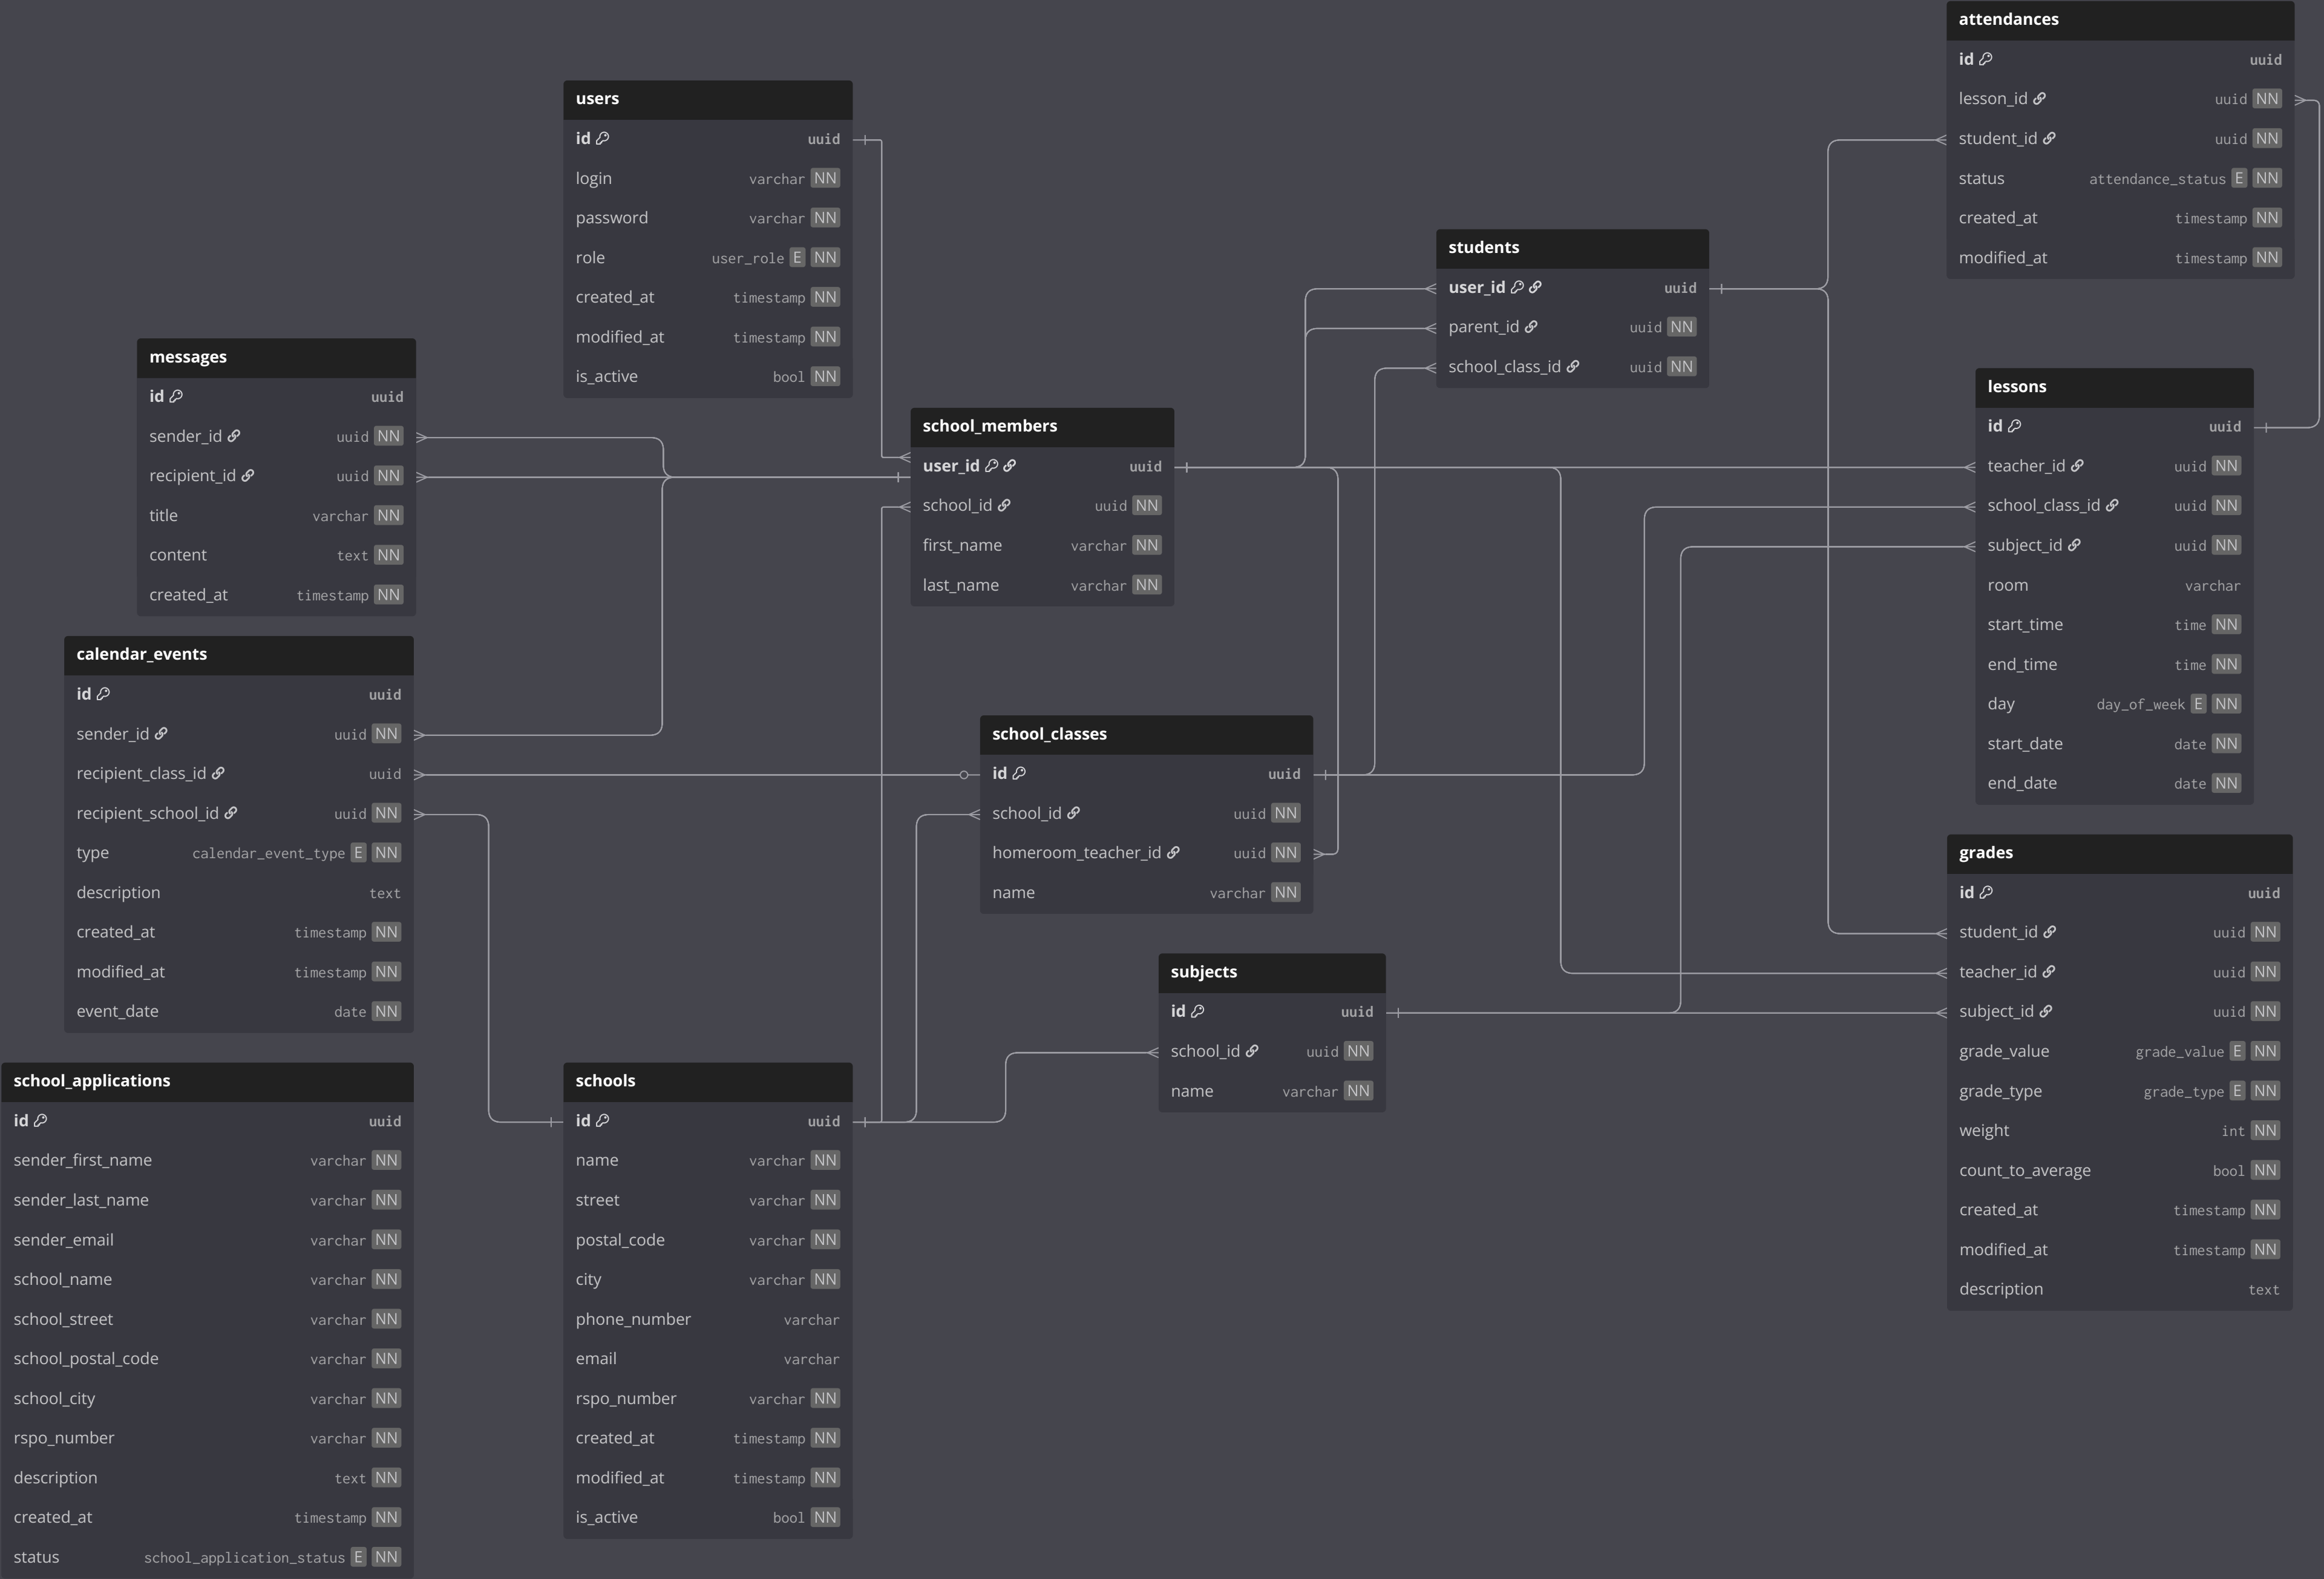 users
id uuid
login varchar NN
password varchar NN
role user_role E NN
created_at timestamp NN
modified_at timestamp NN
is_active bool NN
messages
id uuid
sender_id uuid NN
recipient_id uuid NN
title varchar NN
content text NN
created_at timestamp NN
calendar_events
id uuid
sender_id uuid NN
recipient_class_id uuid
recipient_school_id uuid NN
type calendar_event_type E NN
description text
created_at timestamp NN
modified_at timestamp NN
event_date date NN
school_applications
id uuid
sender_first_name varchar NN
sender_last_name varchar NN
sender_email varchar NN
school_name varchar NN
school_street varchar NN
school_postal_code varchar NN
school_city varchar NN
rspo_number varchar NN
description text NN
created_at timestamp NN
status school_application_status E NN
schools
id uuid
name varchar NN
street varchar NN
postal_code varchar NN
city varchar NN
phone_number varchar
email varchar
rspo_number varchar NN
created_at timestamp NN
modified_at timestamp NN
is_active bool NN
school_members
user_id uuid
school_id uuid NN
first_name varchar NN
last_name varchar NN
school_classes
id uuid
school_id uuid NN
homeroom_teacher_id uuid NN
name varchar NN
subjects
id uuid
school_id uuid NN
name varchar NN
students
user_id uuid
parent_id uuid NN
school_class_id uuid NN
attendances
id uuid
lesson_id uuid NN
student_id uuid NN
status attendance_status E NN
created_at timestamp NN
modified_at timestamp NN
lessons
id uuid
teacher_id uuid NN
school_class_id uuid NN
subject_id uuid NN
room varchar
start_time time NN
end_time time NN
day day_of_week E NN
start_date date NN
end_date date NN
grades
id uuid
student_id uuid NN
teacher_id uuid NN
subject_id uuid NN
grade_value grade_value E NN
grade_type grade_type E NN
weight int NN
count_to_average bool NN
created_at timestamp NN
modified_at timestamp NN
description text